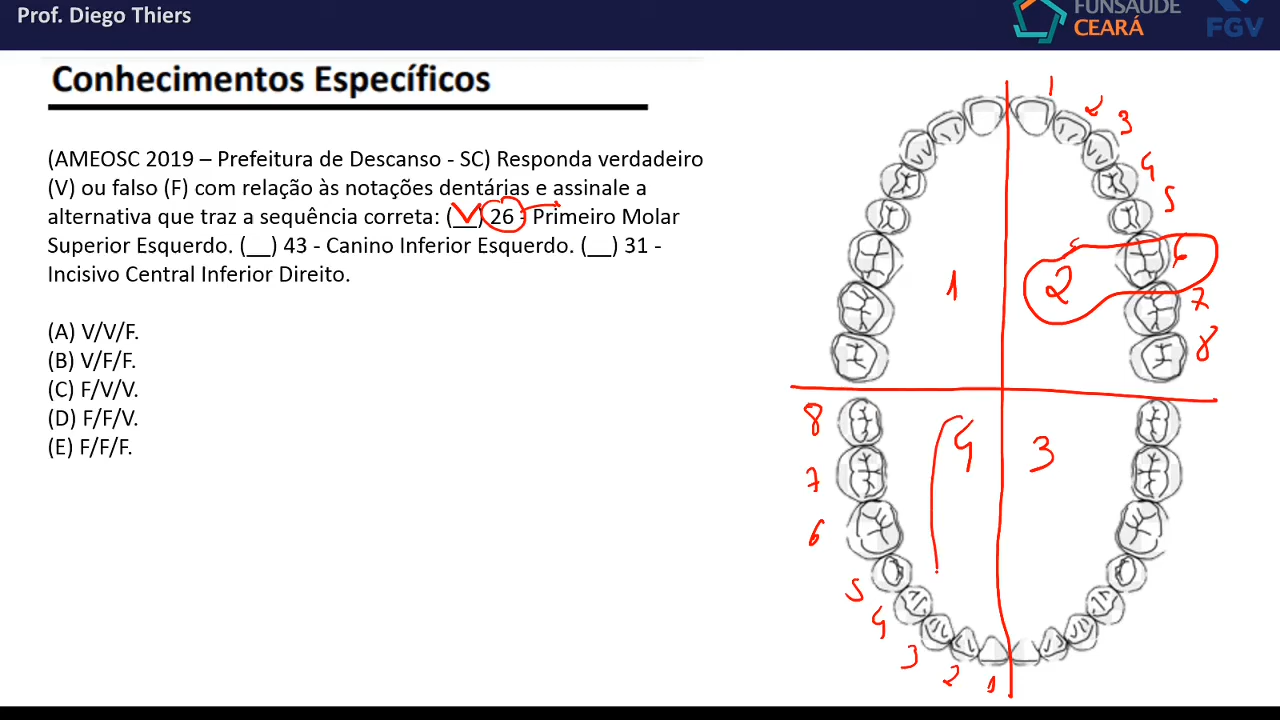 Prof. Diego Thiers
FUNSAÚDE
CEARÁ
FGV
Conhecimentos Específicos
(AMEOSC 2019 – Prefeitura de Descanso - SC) Responda verdadeiro
(V) ou falso (F) com relação às notações dentárias e assinale a
alternativa que traz a sequência correta: (__) 26 - Primeiro Molar
Superior Esquerdo. (__) 43 - Canino Inferior Esquerdo. (__) 31 -
Incisivo Central Inferior Direito.
(A) V/V/F.
(B) V/F/F.
(C) F/V/V.
(D) F/F/V.
(E) F/F/F.
V
1
2
3
4
5
6
7
8
1
2
8
7
6
5
4
3
2
1
4
3